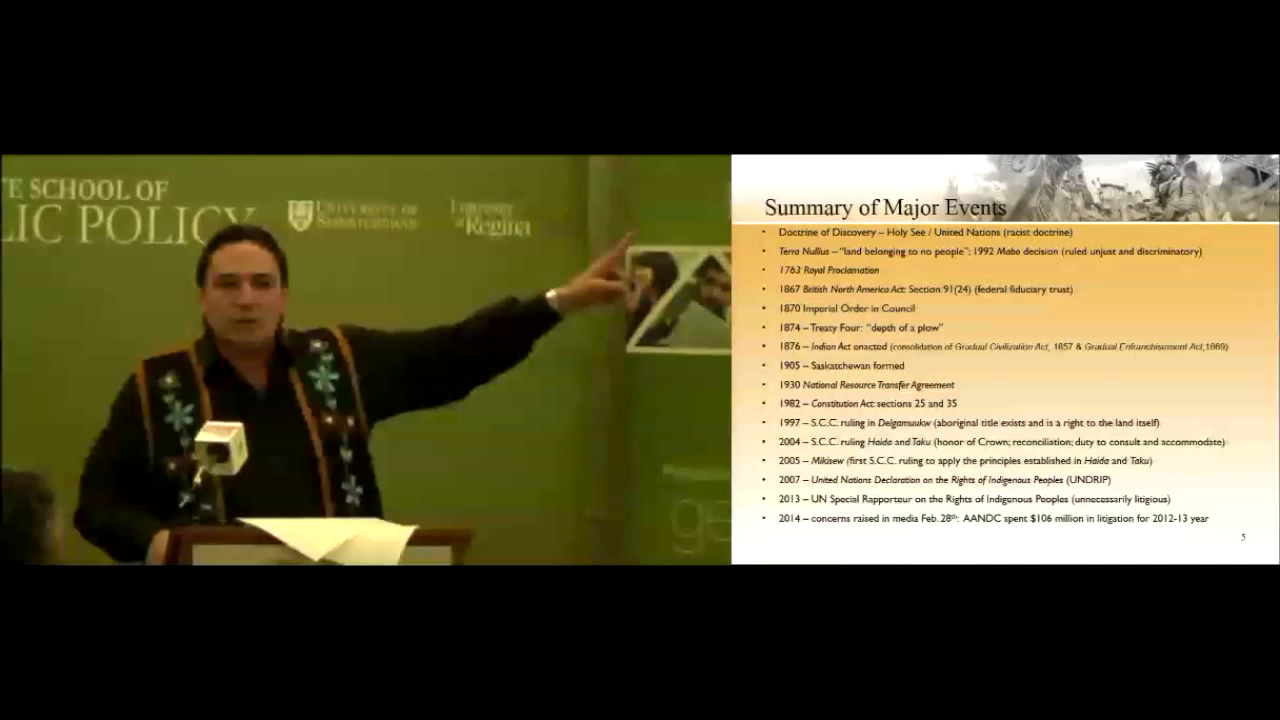 TE SCHOOL OF
LIC POLICY
UNIVERSITY OF
SASKATCHEWAN
University
of Regina
ge
Summary of Major Events
• Doctrine of Discovery – Holy See / United Nations (racist doctrine)
• Terra Nullius – “land belonging to no people”: 1992 Mabo decision (ruled unjust and discriminatory)
• 1763 Royal Proclamation
• 1867 British North America Act: Section 91(24) (federal fiduciary trust)
• 1870 Imperial Order in Council
• 1874 – Treaty Four: “depth of a plow”
• 1876 – Indian Act enacted (consolidation of Gradual Civilization Act, 1857 & Gradual Enfranchisement Act,1869)
• 1905 – Saskatchewan formed
• 1930 National Resource Transfer Agreement
• 1982 – Constitution Act: sections 25 and 35
• 1997 – S.C.C. ruling in Delgamuukw (aboriginal title exists and is a right to the land itself)
• 2004 – S.C.C. ruling Haida and Taku (honor of Crown; reconciliation; duty to consult and accommodate)
• 2005 – Mikisew (first S.C.C. ruling to apply the principles established in Haida and Taku)
• 2007 – United Nations Declaration on the Rights of Indigenous Peoples (UNDRIP)
• 2013 – UN Special Rapporteur on the Rights of Indigenous Peoples (unnecessarily litigious)
• 2014 – concerns raised in media Feb. 28th: AANDC spent $106 million in litigation for 2012-13 year
5